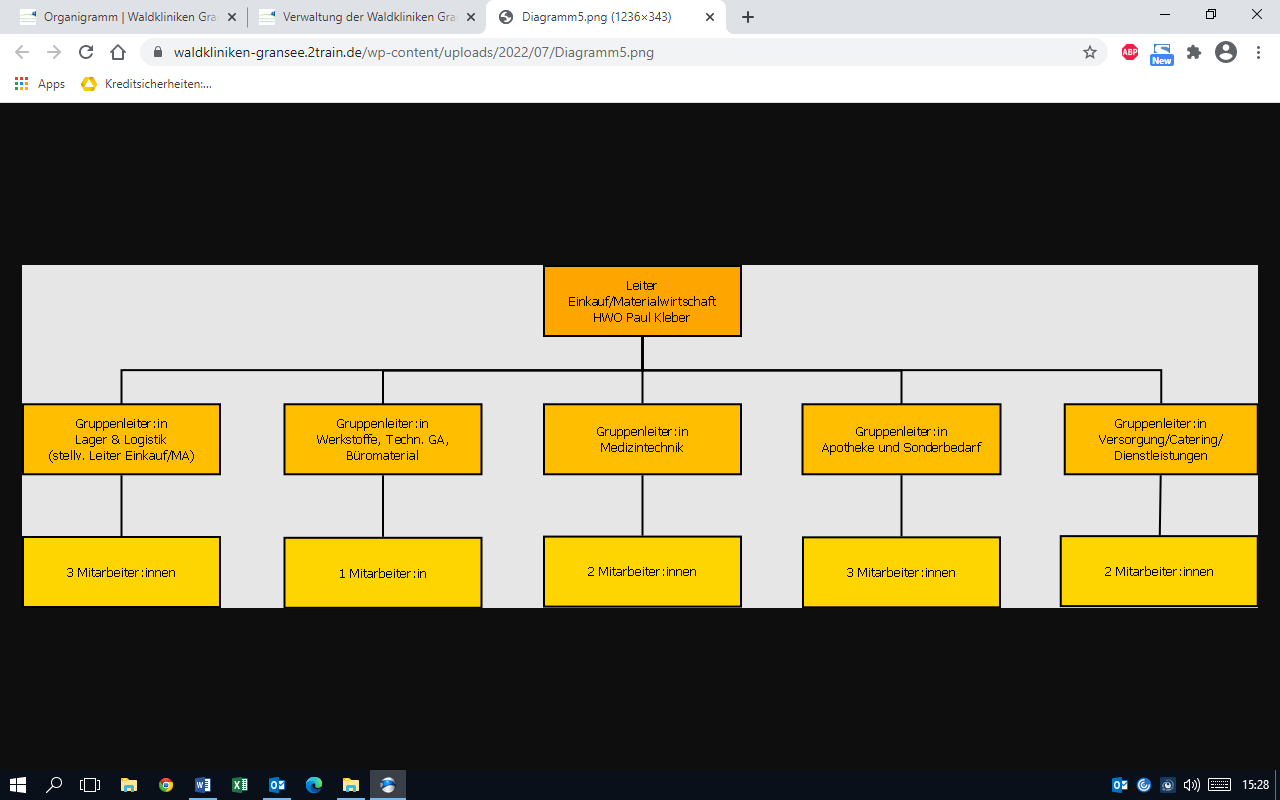 Organigramm | Waldkliniken Gra
Verwaltung der Waldkliniken Gra
Diagramm5.png (1236×343)
waldkliniken-gransee.2train.de/wp-content/uploads/2022/07/Diagramm5.png
ABP
New
Apps
Kreditsicherheiten:...
Leiter
Einkauf/Materialwirtschaft
HWO Paul Kleber
Gruppenleiter:in
Lager & Logistik
(stellv. Leiter Einkauf/MA)
Gruppenleiter:in
Werkstoffe, Techn. GA,
Büromaterial
Gruppenleiter:in
Medizintechnik
Gruppenleiter:in
Apotheke und Sonderbedarf
Gruppenleiter:in
Versorgung/Catering/
Dienstleistungen
3 Mitarbeiter:innen
1 Mitarbeiter:in
2 Mitarbeiter:innen
3 Mitarbeiter:innen
2 Mitarbeiter:innen
15:28